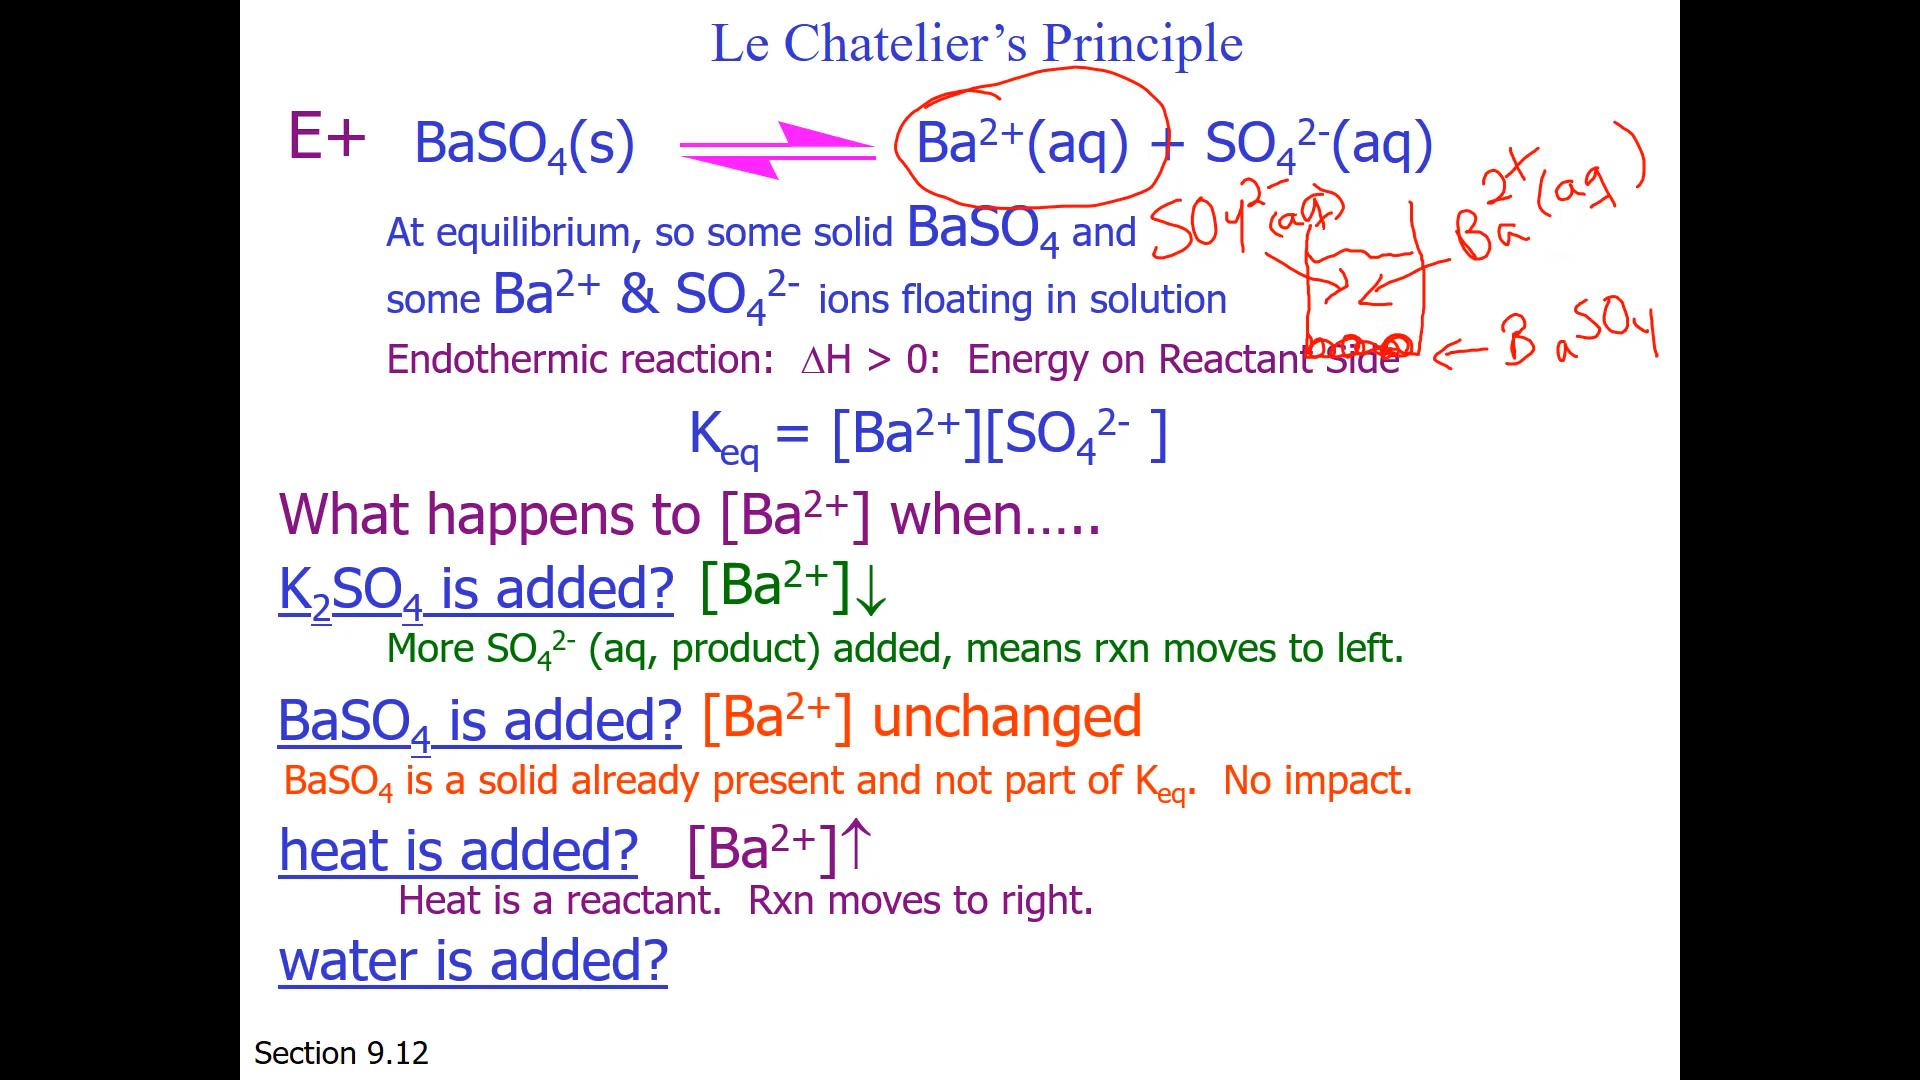 Le Chatelier's Principle
E+ BaSO₄(s) ⇌ Ba²⁺(aq) + SO₄²⁻(aq)
SO4²⁻(aq)
Ba²⁺(aq)
At equilibrium, so some solid BaSO₄ and
some Ba²⁺ & SO₄²⁻ ions floating in solution
BaSO4
Endothermic reaction: ΔH > 0: Energy on Reactant Side
Keq = [Ba²⁺][SO₄²⁻ ]
What happens to [Ba²⁺] when…..
K₂SO₄ is added? [Ba²⁺]↓
More SO₄²⁻ (aq, product) added, means rxn moves to left.
BaSO₄ is added? [Ba²⁺] unchanged
BaSO₄ is a solid already present and not part of Keq. No impact.
heat is added? [Ba²⁺]↑
Heat is a reactant. Rxn moves to right.
water is added?
Section 9.12